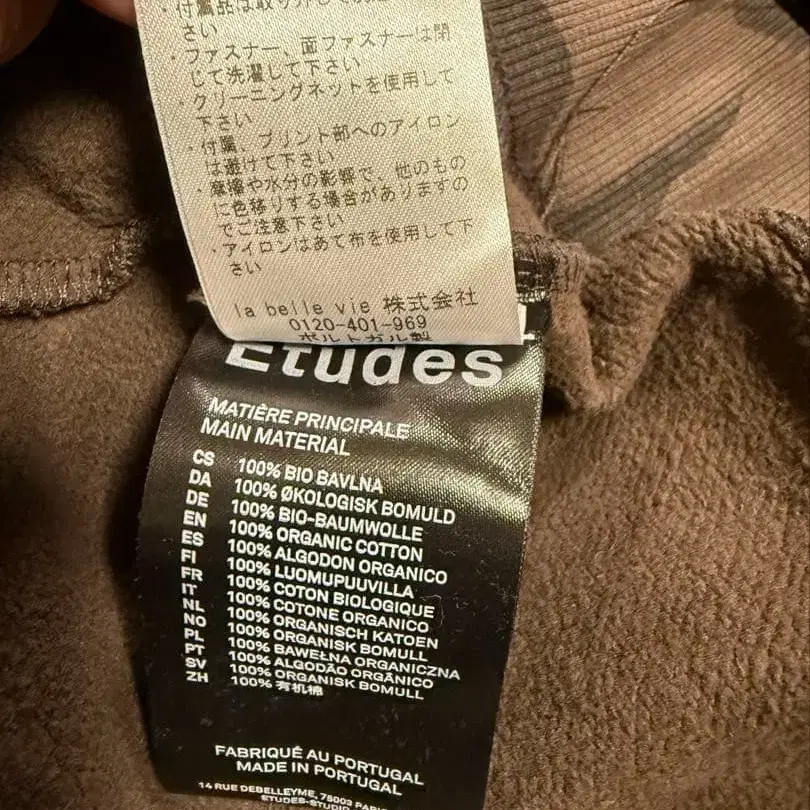 ・付属品は取り外して
さい
・ファスナー、面ファスナーは閉
じて洗濯して下さい
・クリーニングネットを使用して
下さい
・付属、プリント部へのアイロン
は避けて下さい
・摩擦や水分の影響で、他のもの
に色移りする場合がありますの
でご注意下さい
・アイロンはあて布を使用して下
さい
la belle vie 株式会社
0120-401-969
ポルトガル製
Études
MATIÈRE PRINCIPALE
MAIN MATERIAL
CS 100% BIO BAVLNA
DA 100% ØKOLOGISK BOMULD
DE 100% BIO-BAUMWOLLE
EN 100% ORGANIC COTTON
ES 100% ALGODON ORGANICO
FI 100% LUOMUPUUVILLA
FR 100% COTON BIOLOGIQUE
IT 100% COTONE ORGANICO
NL 100% ORGANISCH KATOEN
NO 100% ORGANISK BOMULL
PL 100% BAWEŁNA ORGANICZNA
PT 100% ALGODÃO ORGÂNICO
SV 100% ORGANISK BOMULL
ZH 100% 有机棉
FABRIQUÉ AU PORTUGAL
MADE IN PORTUGAL
14 RUE DEBELLEYME, 75003 PARIS
ETUDES-STUDIO